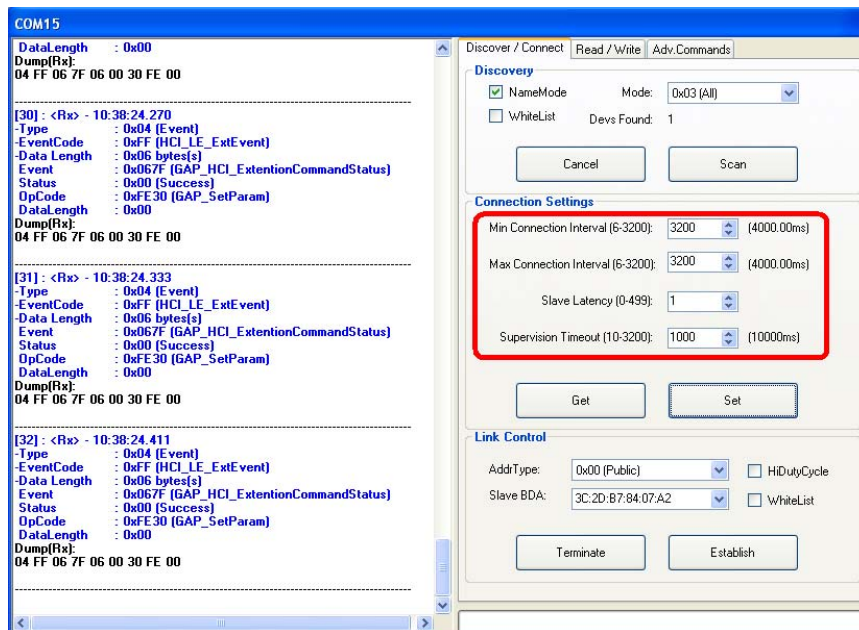 COM15
DataLength : 0x00
Dump(Rx):
04 FF 06 7F 06 00 30 FE 00
[30] : <Rx> - 10:38:24.270
-Type : 0x04 (Event)
-EventCode : 0xFF (HCI_LE_ExtEvent)
-Data Length : 0x06 bytes(s)
Event : 0x067F (GAP_HCI_ExtentionCommandStatus)
Status : 0x00 (Success)
OpCode : 0xFE30 (GAP_SetParam)
DataLength : 0x00
Dump(Rx):
04 FF 06 7F 06 00 30 FE 00
[31] : <Rx> - 10:38:24.333
-Type : 0x04 (Event)
-EventCode : 0xFF (HCI_LE_ExtEvent)
-Data Length : 0x06 bytes(s)
Event : 0x067F (GAP_HCI_ExtentionCommandStatus)
Status : 0x00 (Success)
OpCode : 0xFE30 (GAP_SetParam)
DataLength : 0x00
Dump(Rx):
04 FF 06 7F 06 00 30 FE 00
[32] : <Rx> - 10:38:24.411
-Type : 0x04 (Event)
-EventCode : 0xFF (HCI_LE_ExtEvent)
-Data Length : 0x06 bytes(s)
Event : 0x067F (GAP_HCI_ExtentionCommandStatus)
Status : 0x00 (Success)
OpCode : 0xFE30 (GAP_SetParam)
DataLength : 0x00
Dump(Rx):
04 FF 06 7F 06 00 30 FE 00
Discover / Connect Read / Write Adv.Commands
Discovery
NameMode Mode: 0x03 (All)
WhiteList Devs Found: 1
Cancel Scan
Connection Settings
Min Connection Interval (6-3200): 3200 (4000.00ms)
Max Connection Interval (6-3200): 3200 (4000.00ms)
Slave Latency (0-499): 1
Supervision Timeout (10-3200): 1000 (10000ms)
Get Set
Link Control
AddrType: 0x00 (Public) HiDutyCycle
Slave BDA: 3C:2D:B7:84:07:A2 WhiteList
Terminate Establish